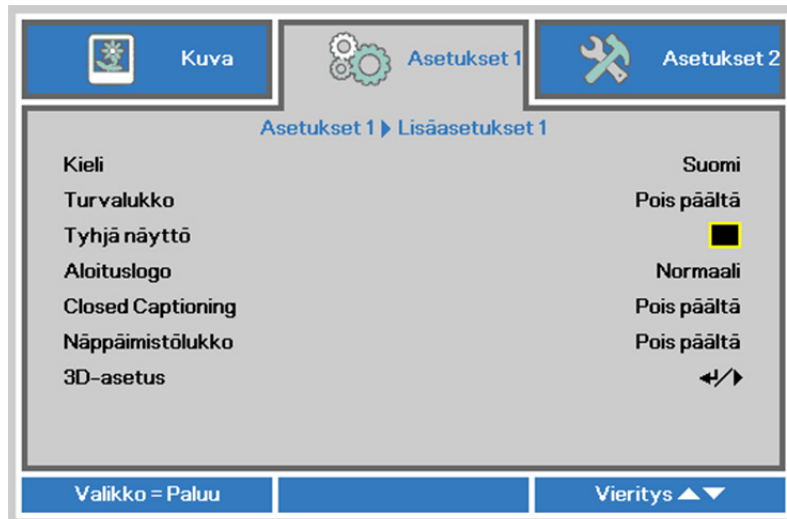 Kuva
Asetukset 1
Asetukset 2
Asetukset 1 ▶ Lisäasetukset 1
Kieli Suomi
Turvalukko Pois päältä
Tyhjä näyttö
Aloituslogo Normaali
Closed Captioning Pois päältä
Näppäimistölukko Pois päältä
3D-asetus ↵/▶
Valikko = Paluu
Vieritys ▲▼